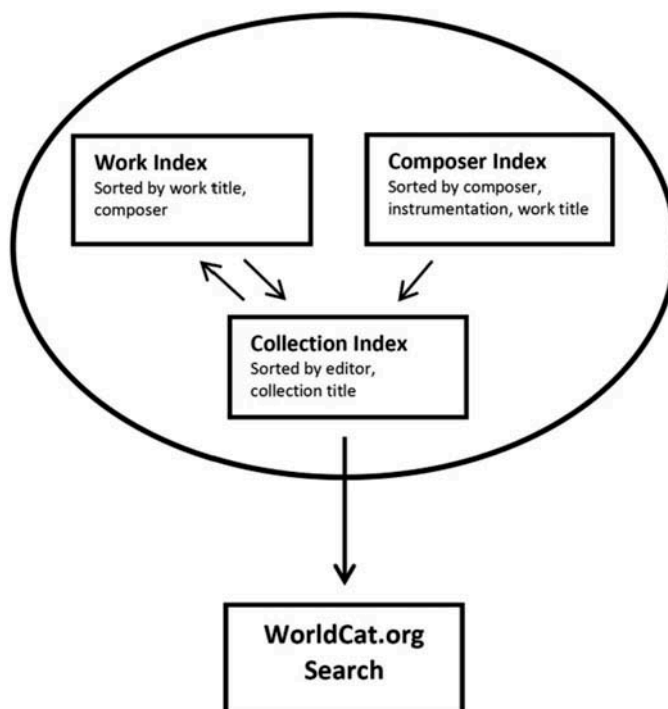 Work Index
Sorted by work title,
composer
Composer Index
Sorted by composer,
instrumentation, work title
Collection Index
Sorted by editor,
collection title
WorldCat.org
Search